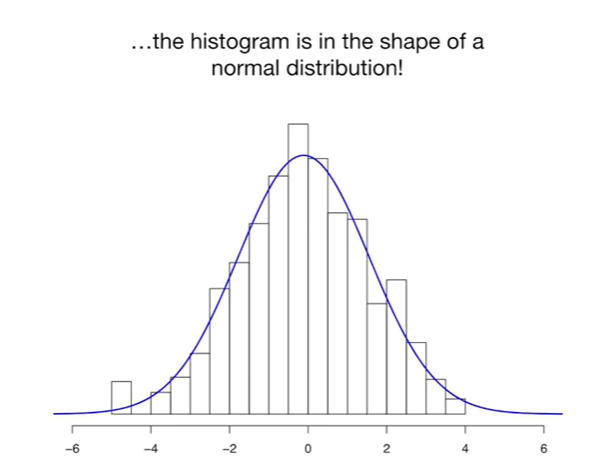 ...the histogram is in the shape of a
normal distribution!
−6 −4 −2 0 2 4 6